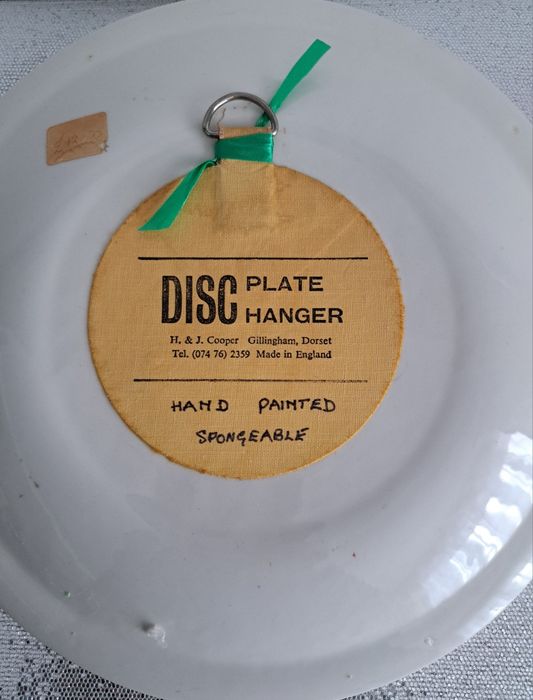 DISC PLATE HANGER
H. & J. Cooper Gillingham, Dorset
Tel. (074 76) 2359 Made in England
HAND PAINTED
SPONGEABLE